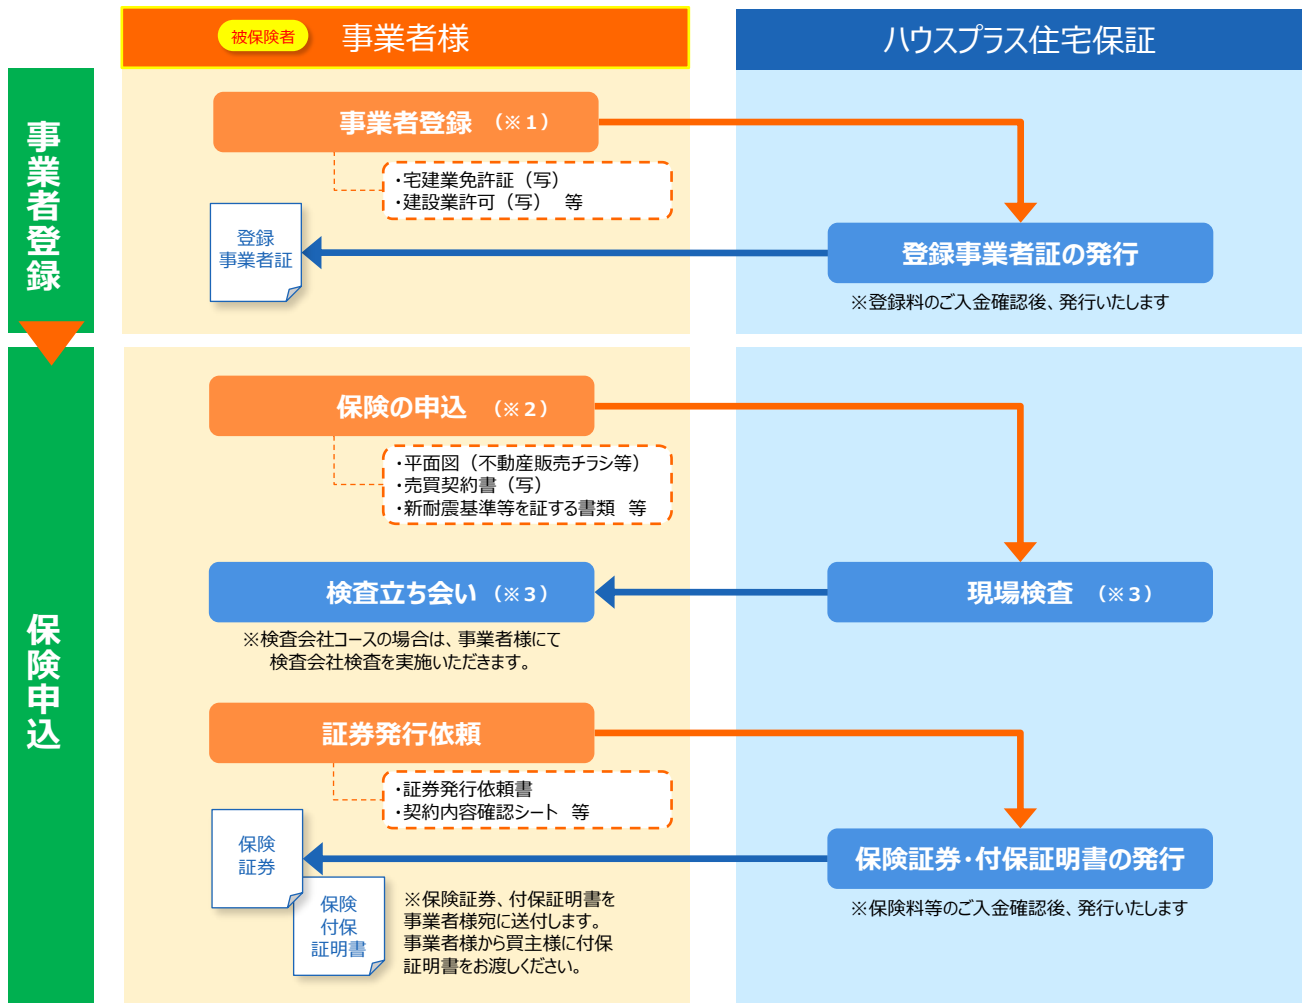 被保険者 事業者様
ハウスプラス住宅保証
事業者登録
事業者登録 (※1)
・宅建業免許証（写）
・建設業許可（写） 等
登録
事業者証
登録事業者証の発行
※登録料のご入金確認後、発行いたします
保険申込
保険の申込 (※2)
・平面図（不動産販売チラシ等）
・売買契約書（写）
・新耐震基準等を証する書類 等
検査立ち会い (※3)
現場検査 (※3)
※検査会社コースの場合は、事業者様にて
検査会社検査を実施いただきます。
証券発行依頼
・証券発行依頼書
・契約内容確認シート 等
保険
証券
保険
付保
証明書
※保険証券、付保証明書を
事業者様宛に送付します。
事業者様から買主様に付保
証明書をお渡しください。
保険証券・付保証明書の発行
※保険料等のご入金確認後、発行いたします